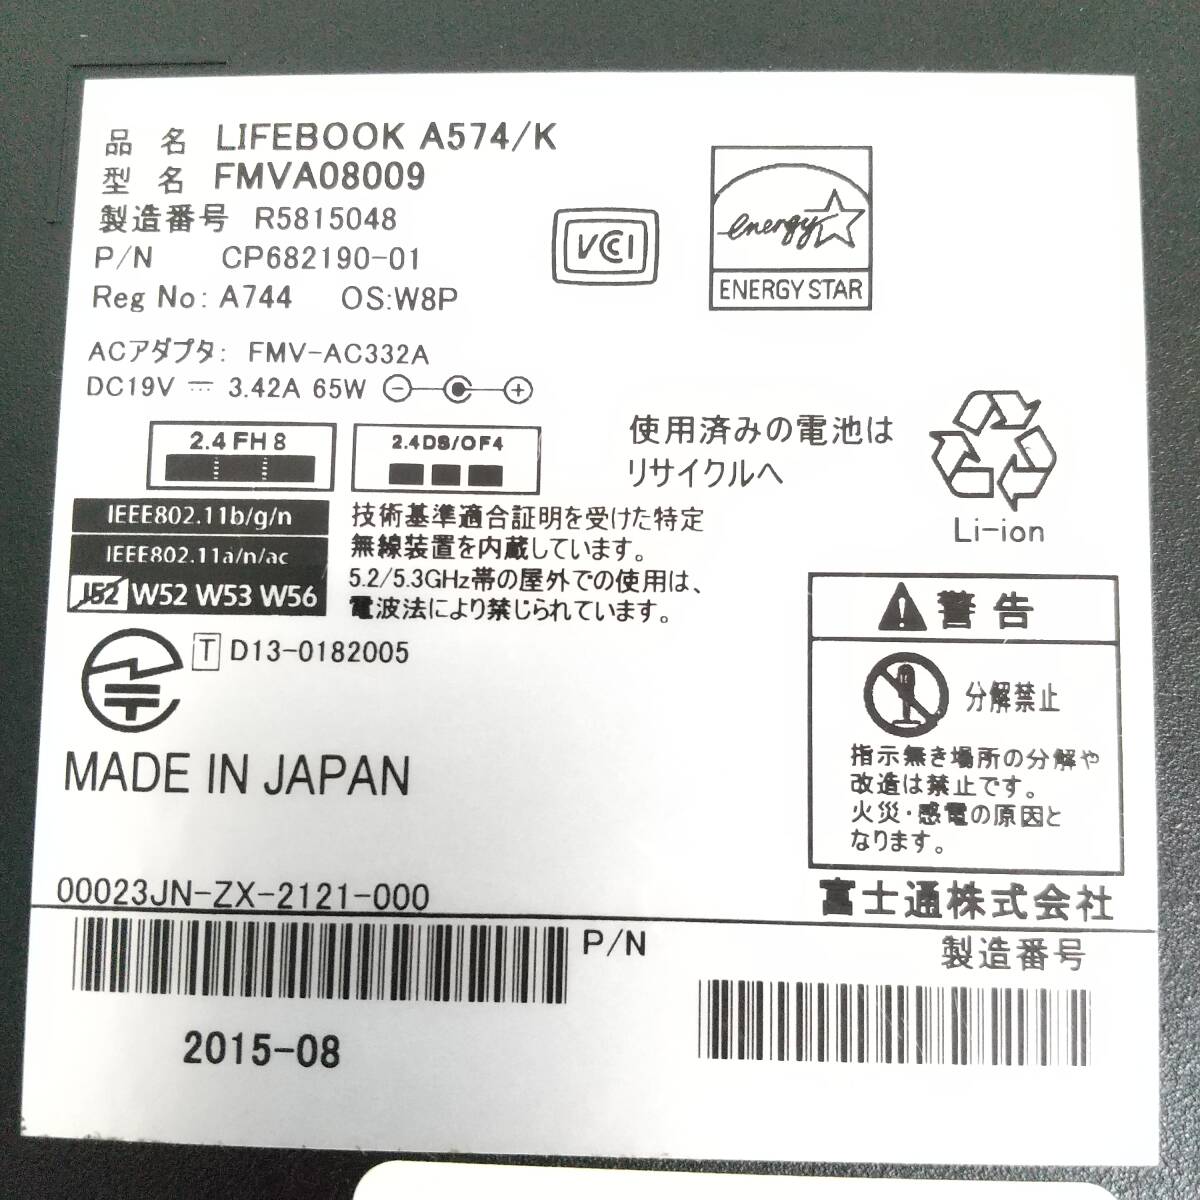 品 名 LIFEBOOK A574/K
型 名 FMVA08009
製造番号 R5815048
P/N CP682190-01
Reg No: A744 OS:W8P
VCCI
energy
ENERGY STAR
ACアダプタ: FMV-AC332A
DC19V ⎓ 3.42A 65W
2.4FH8
2.4DS/OF4
使用済みの電池は
リサイクルへ
Li-ion
IEEE802.11b/g/n
IEEE802.11a/n/ac
J52 W52 W53 W56
技術基準適合証明を受けた特定
無線装置を内蔵しています。
5.2/5.3GHz帯の屋外での使用は、
電波法により禁じられています。
T D13-0182005
MADE IN JAPAN
警告
分解禁止
指示無き場所の分解や
改造は禁止です。
火災・感電の原因と
なります。
00023JN-ZX-2121-000
富士通株式会社
P/N
製造番号
2015-08